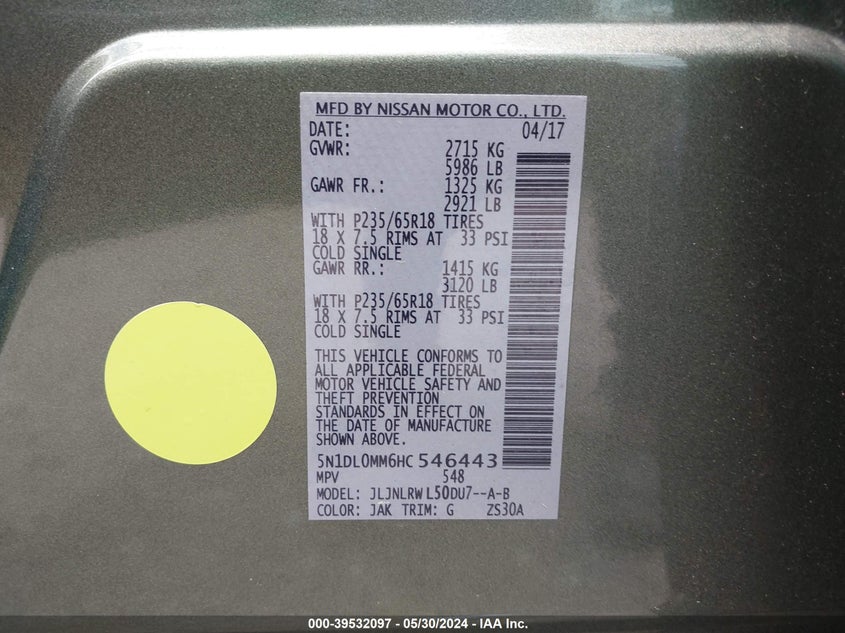 MFD BY NISSAN MOTOR CO., LTD.
DATE: 04/17
GVWR: 2715 KG
5986 LB
GAWR FR.: 1325 KG
2921 LB
WITH P235/65R18 TIRES
18 X 7.5 RIMS AT 33 PSI
COLD SINGLE
GAWR RR.: 1415 KG
3120 LB
WITH P235/65R18 TIRES
18 X 7.5 RIMS AT 33 PSI
COLD SINGLE
THIS VEHICLE CONFORMS TO
ALL APPLICABLE FEDERAL
MOTOR VEHICLE SAFETY AND
THEFT PREVENTION
STANDARDS IN EFFECT ON
THE DATE OF MANUFACTURE
SHOWN ABOVE.
5N1DL0MM6HC 546443
MPV 548
MODEL: JLJNLRW L50DU7--A-B
COLOR: JAK TRIM: G ZS30A
000-39532097 - 05/30/2024 - IAA Inc.